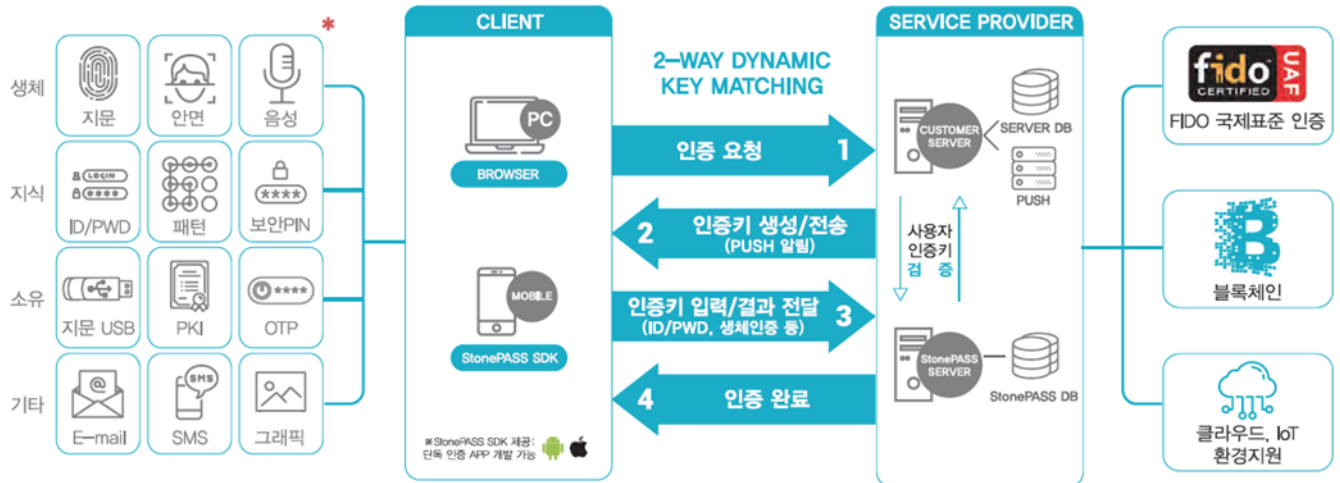 *
생체
지문
안면
음성
지식
LOGIN
****
ID/PWD
패턴
****
보안PIN
소유
지문 USB
PKI
****
OTP
기타
@
E-mail
SMS
SMS
그래픽
CLIENT
PC
BROWSER
MOBILE
StonePASS SDK
※StonePASS SDK 제공:
단독 인증 APP 개발 가능
2-WAY DYNAMIC
KEY MATCHING
인증 요청 1
2 인증키 생성/전송
(PUSH 알림)
인증키 입력/결과 전달 3
(ID/PWD, 생체인증 등)
4 인증 완료
SERVICE PROVIDER
CUSTOMER
SERVER
SERVER DB
PUSH
사용자
인증키
검 증
StonePASS
SERVER
StonePASS DB
fido
CERTIFIED
UAF
FIDO 국제표준 인증
B
블록체인
클라우드, IoT
환경지원